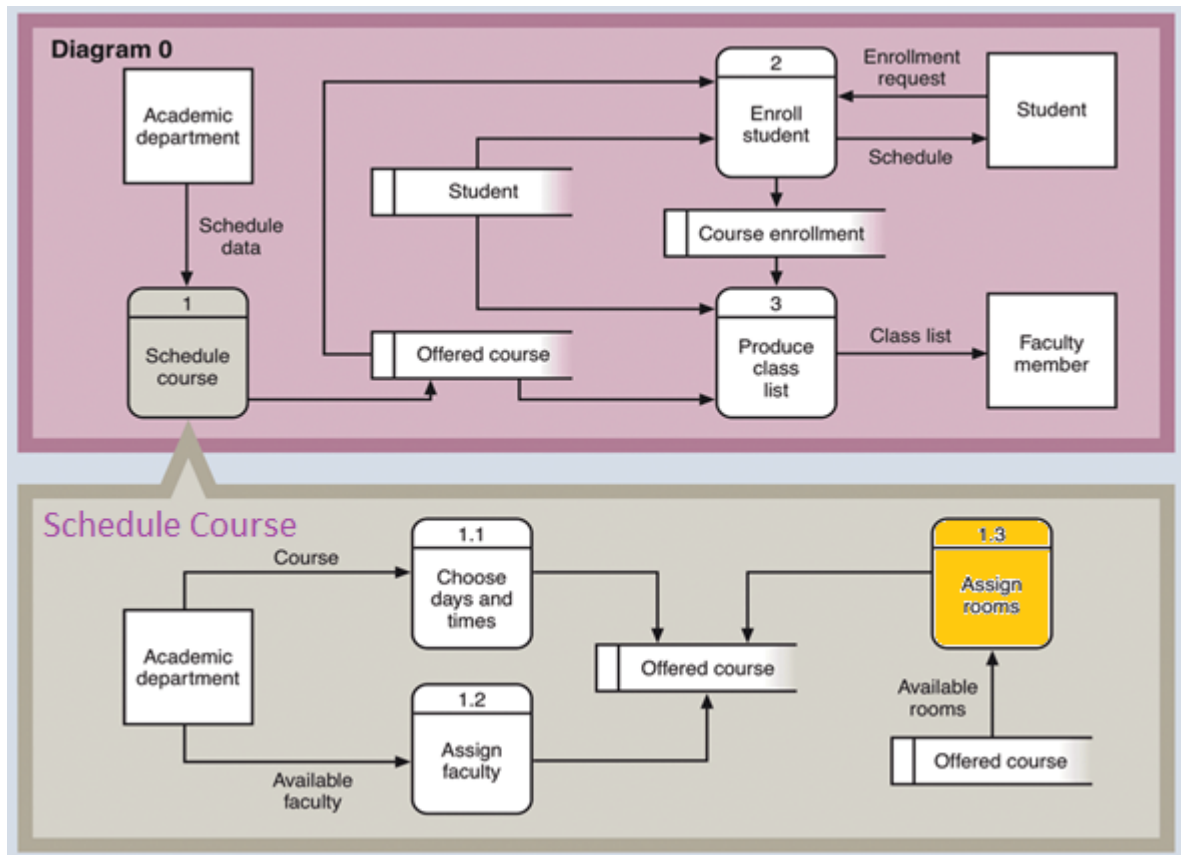 Diagram 0
Academic
department
Schedule
data
1
Schedule
course
Student
Offered course
2
Enroll
student
Enrollment
request
Schedule
Student
Course enrollment
3
Produce
class
list
Class list
Faculty
member
Schedule Course
Academic
department
Course
Available
faculty
1.1
Choose
days and
times
1.2
Assign
faculty
Offered course
1.3
Assign
rooms
Available
rooms
Offered course